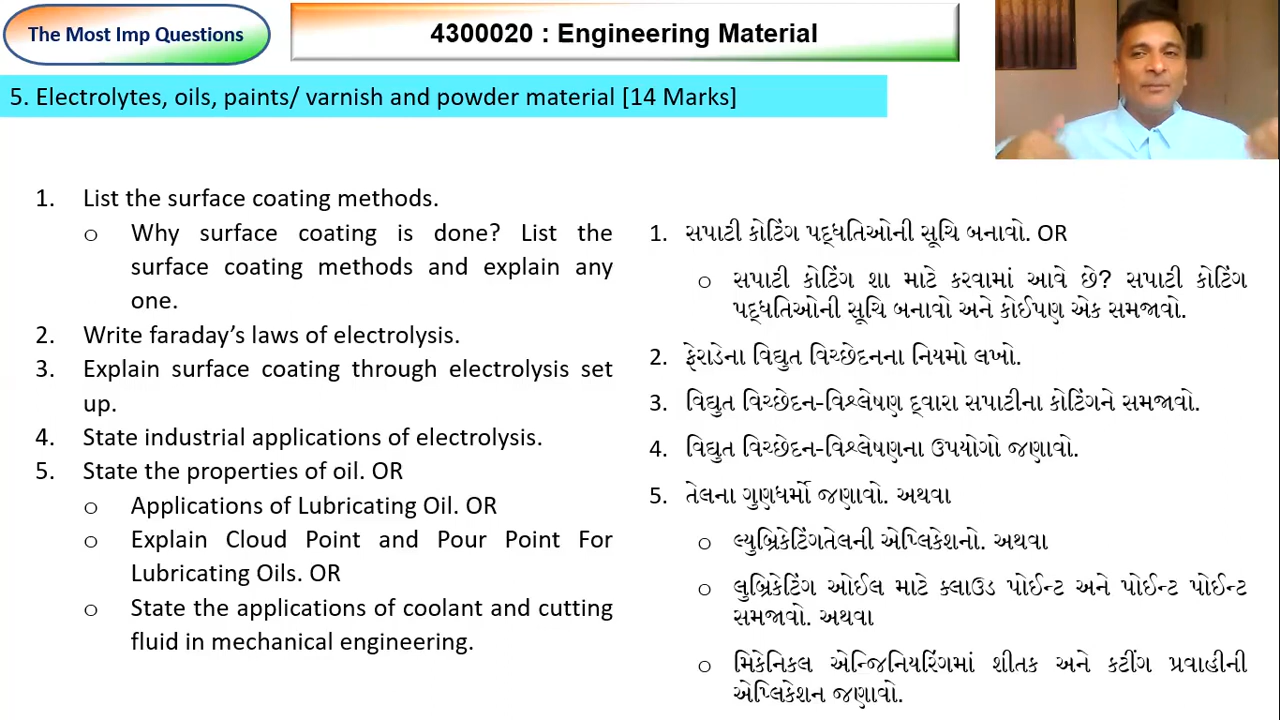 The Most Imp Questions
4300020 : Engineering Material
5. Electrolytes, oils, paints/ varnish and powder material [14 Marks]
1. List the surface coating methods.
o Why surface coating is done? List the
surface coating methods and explain any
one.
2. Write faraday’s laws of electrolysis.
3. Explain surface coating through electrolysis set
up.
4. State industrial applications of electrolysis.
5. State the properties of oil. OR
o Applications of Lubricating Oil. OR
o Explain Cloud Point and Pour Point For
Lubricating Oils. OR
o State the applications of coolant and cutting
fluid in mechanical engineering.
1. સપાટી કોટિંગ પદ્ધતિઓની સૂચિ બનાવો. OR
o સપાટી કોટિંગ શા માટે કરવામાં આવે છે? સપાટી કોટિંગ
પદ્ધતિઓની સૂચિ બનાવો અને કોઈપણ એક સમજાવો.
2. ફેરાડેના વિદ્યુત વિચ્છેદનના નિયમો લખો.
3. વિદ્યુત વિચ્છેદન-વિશ્લેષણ દ્વારા સપાટીના કોટિંગને સમજાવો.
4. વિદ્યુત વિચ્છેદન-વિશ્લેષણના ઉપયોગો જણાવો.
5. તેલના ગુણધર્મો જણાવો. અથવા
o લ્યુબ્રિકેટિંગતેલની એપ્લિકેશનો. અથવા
o લુબ્રિકેટિંગ ઓઈલ માટે ક્લાઉડ પોઈન્ટ અને પોઈન્ટ પોઈન્ટ
સમજાવો. અથવા
o મિકેનિકલ એન્જિનિયરિંગમાં શીતક અને કટીંગ પ્રવાહીની
એપ્લિકેશન જણાવો.